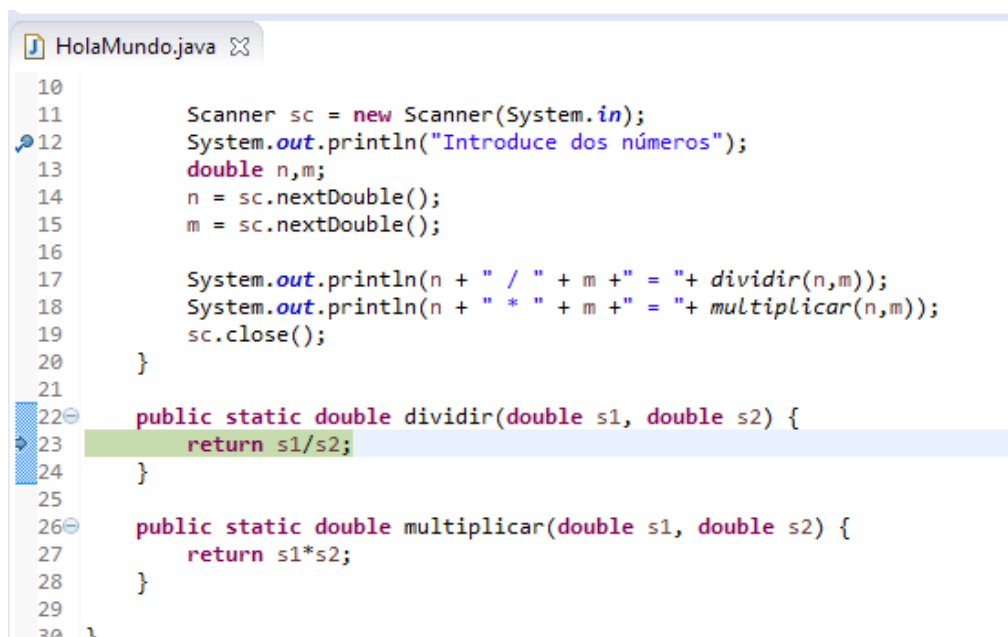 HolaMundo.java
10
11 Scanner sc = new Scanner(System.in);
12 System.out.println("Introduce dos números");
13 double n,m;
14 n = sc.nextDouble();
15 m = sc.nextDouble();
16
17 System.out.println(n + " / " + m +" = "+ dividir(n,m));
18 System.out.println(n + " * " + m +" = "+ multiplicar(n,m));
19 sc.close();
20 }
21
22 public static double dividir(double s1, double s2) {
23 return s1/s2;
24 }
25
26 public static double multiplicar(double s1, double s2) {
27 return s1*s2;
28 }
29
30 }